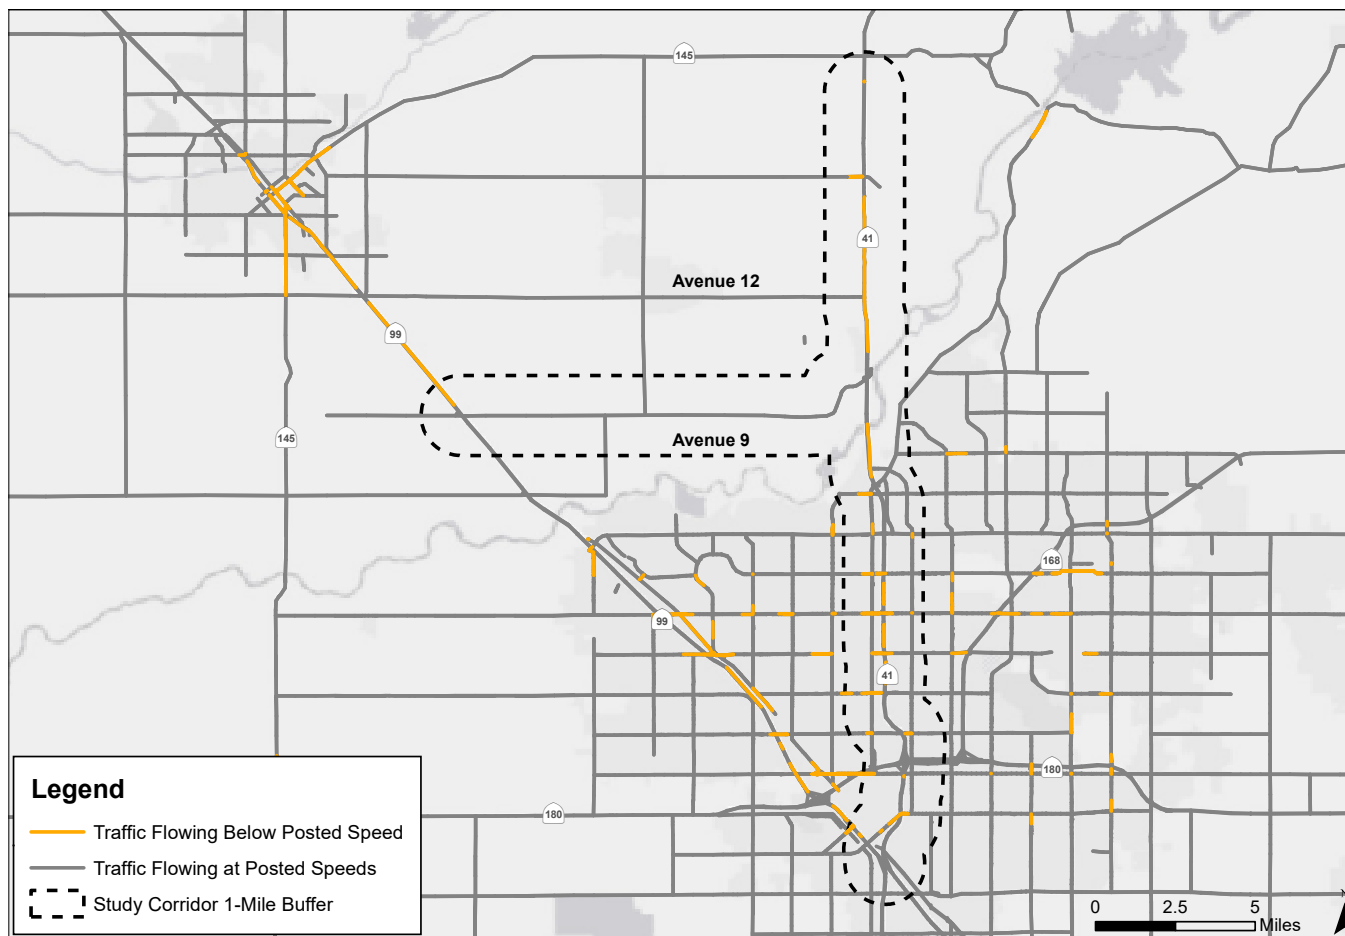 145
41
Avenue 12
99
145
Avenue 9
168
99
41
180
180
Legend
Traffic Flowing Below Posted Speed
Traffic Flowing at Posted Speeds
Study Corridor 1-Mile Buffer
0 2.5 5
Miles